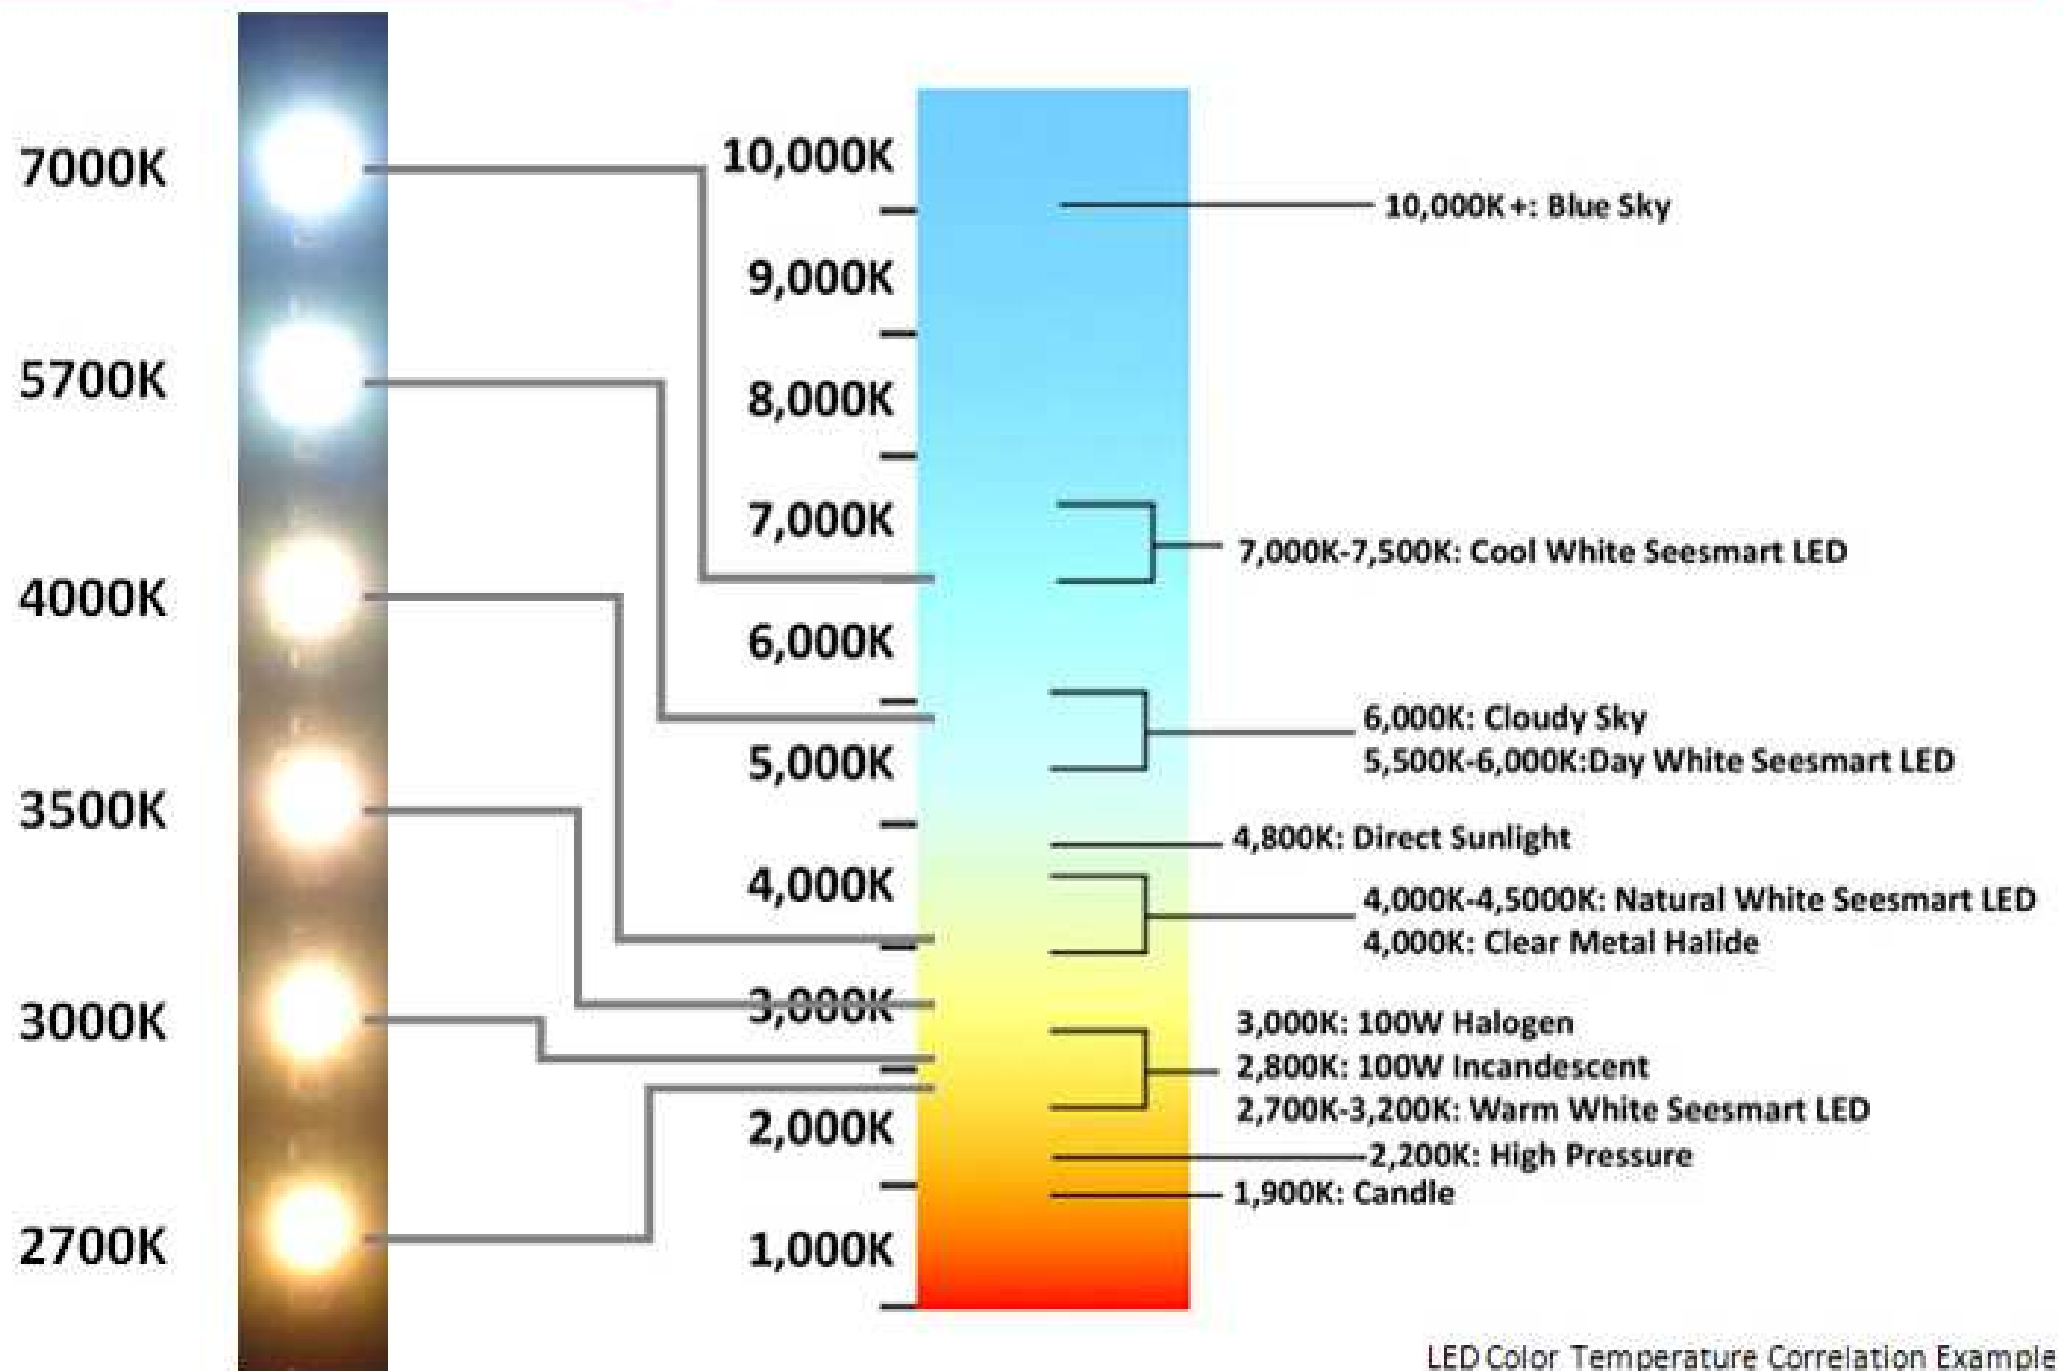 7000K
5700K
4000K
3500K
3000K
2700K
10,000K
9,000K
8,000K
7,000K
6,000K
5,000K
4,000K
3,000K
2,000K
1,000K
10,000K +: Blue Sky
7,000K-7,500K: Cool White Seesmart LED
6,000K: Cloudy Sky
5,500K-6,000K:Day White Seesmart LED
4,800K: Direct Sunlight
4,000K-4,5000K: Natural White Seesmart LED
4,000K: Clear Metal Halide
3,000K: 100W Halogen
2,800K: 100W Incandescent
2,700K-3,200K: Warm White Seesmart LED
2,200K: High Pressure
1,900K: Candle
LED Color Temperature Correlation Example